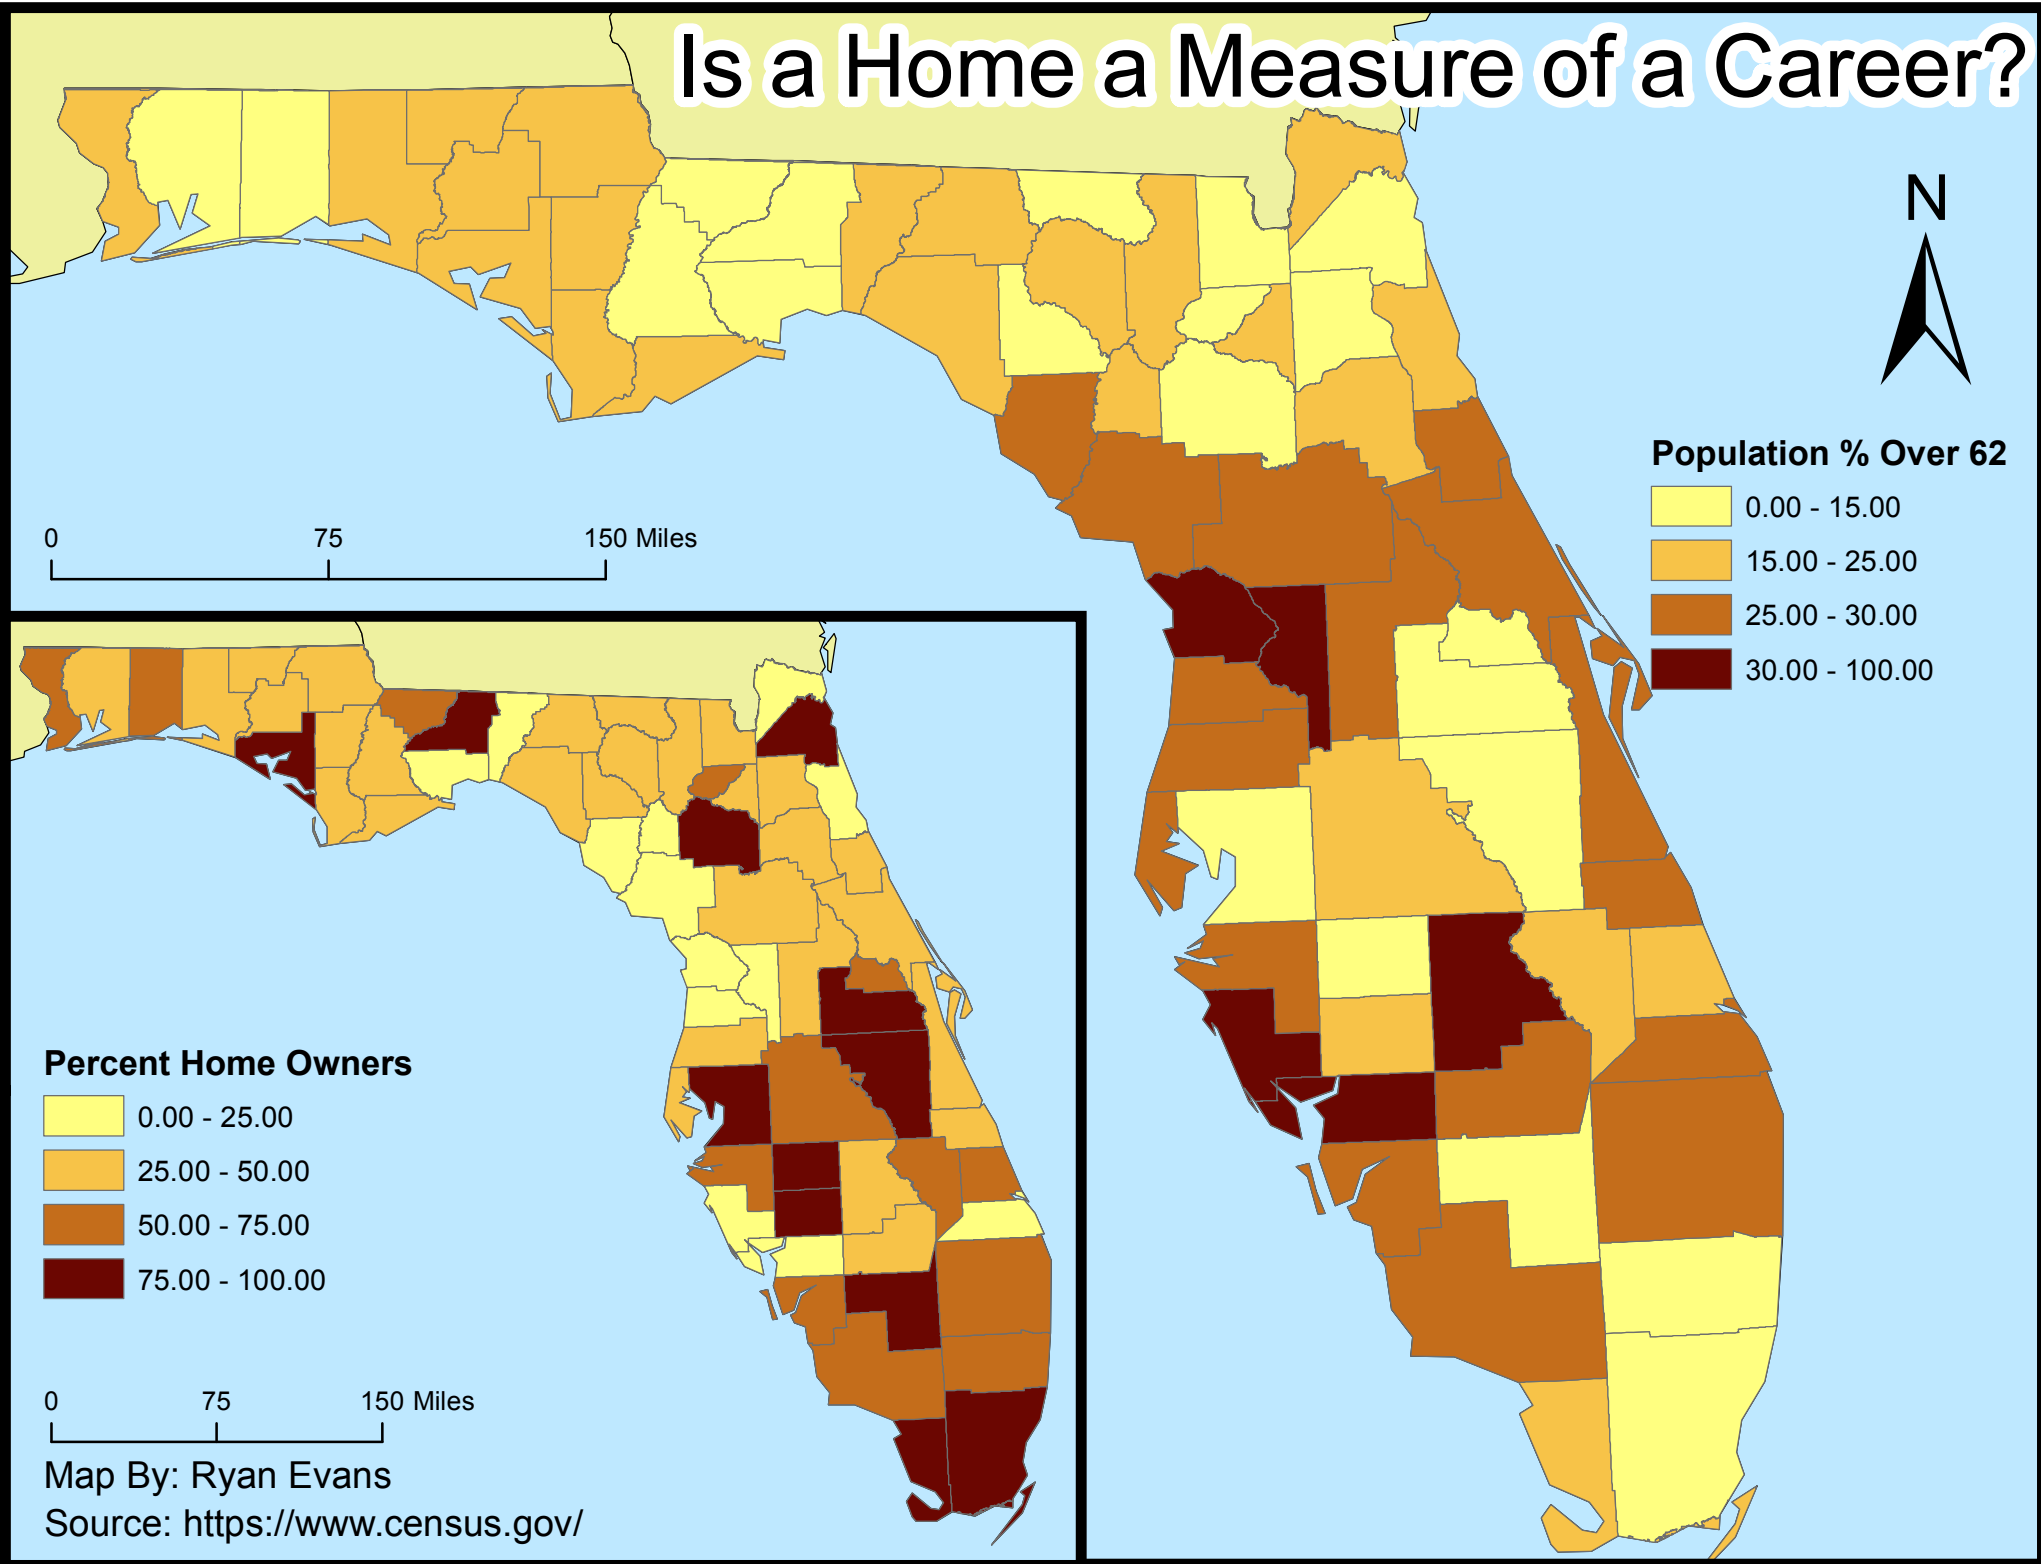 Is a Home a Measure of a Career?
N
Population % Over 62
0.00 - 15.00
15.00 - 25.00
25.00 - 30.00
30.00 - 100.00
0 75 150 Miles
Percent Home Owners
0.00 - 25.00
25.00 - 50.00
50.00 - 75.00
75.00 - 100.00
0 75 150 Miles
Map By: Ryan Evans
Source: https://www.census.gov/